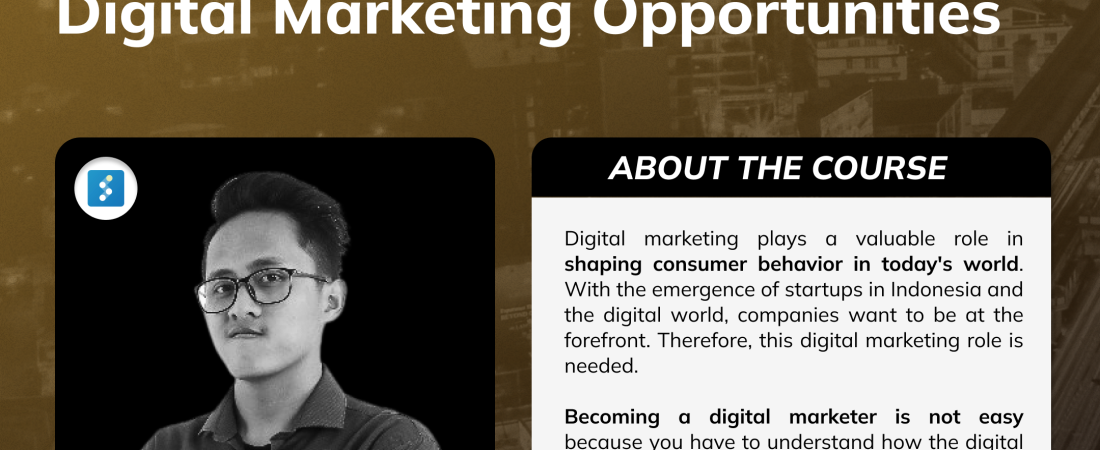 Digital Marketing Opportunities
ABOUT THE COURSE
Digital marketing plays a valuable role in
shaping consumer behavior in today's world.
With the emergence of startups in Indonesia and
the digital world, companies want to be at the
forefront. Therefore, this digital marketing role is
needed.
Becoming a digital marketer is not easy
because you have to understand how the digital